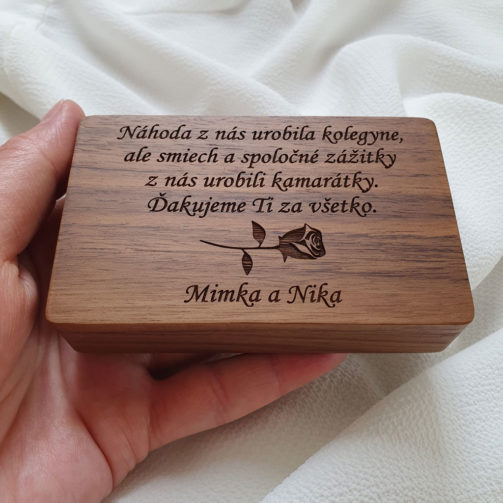 Náhoda z nás urobila kolegyne,
ale smiech a spoločné zážitky
z nás urobili kamarátky.
Ďakujeme Ti za všetko.
Mimka a Nika